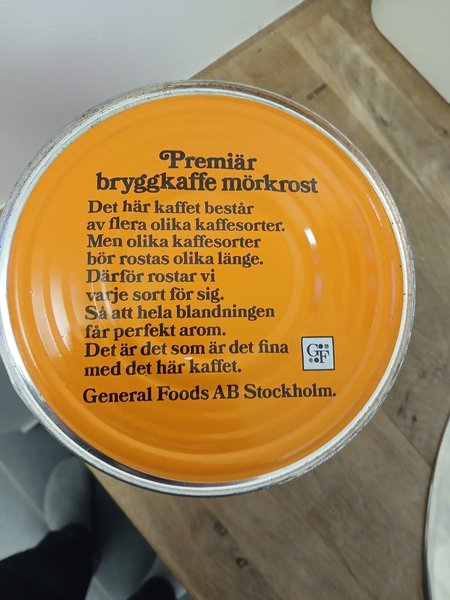 Premiär
bryggkaffe mörkrost
Det här kaffet består
av flera olika kaffesorter.
Men olika kaffesorter
bör rostas olika länge.
Därför rostar vi
varje sort för sig.
Så att hela blandningen
får perfekt arom.
Det är det som är det fina
med det här kaffet.
GF
General Foods AB Stockholm.